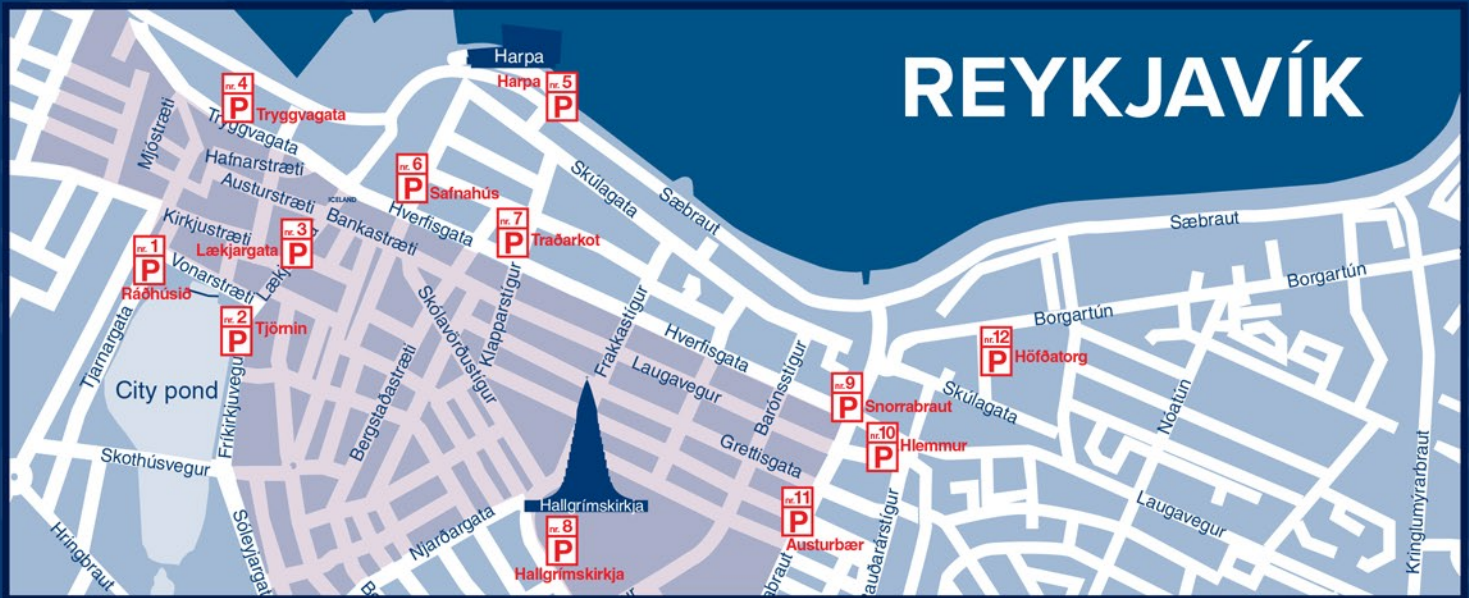 REYKJAVÍK
Harpa
Harpa
nr. 5
P
nr. 4
P
Tryggvagata
Tryggvagata
Mjóstræti
Hafnarstræti
Austurstræti
ICELAND
nr. 6
P
Safnahús
Skúlagata
Sæbraut
Sæbraut
Kirkjustræti
Lækjargata
nr. 3
P
Bankastræti
Hverfisgata
nr. 7
P
Traðarkot
nr. 1
P
Ráðhúsið
Vonarstræti
Borgartún
Borgartún
nr. 2
P
Tjörnin
Skólavörðustígur
Klapparstígur
Frakkastígur
Hverfisgata
nr. 12
P
Höfðatorg
Tjarnargata
City pond
Fríkirkjuvegur
Bergstaðastræti
Laugavegur
Barónsstígur
nr. 9
P
Snorrabraut
Skúlagata
Nóatún
nr. 10
P
Hlemmur
Grettisgata
Skothúsvegur
Hallgrímskirkja
nr. 8
P
Hallgrímskirkja
nr. 11
P
Austurbær
Laugavegur
Kringlumýrarbraut
Njarðargata
Hringbraut
Sóleyjargat